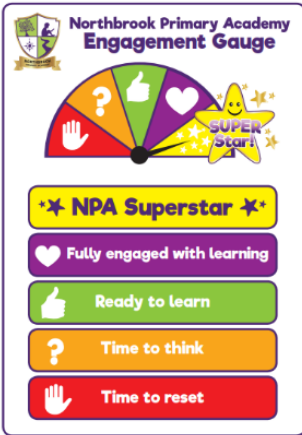 Northbrook Primary Academy
Engagement Gauge
?
SUPER
Star!
NPA Superstar
Fully engaged with learning
Ready to learn
? Time to think
Time to reset